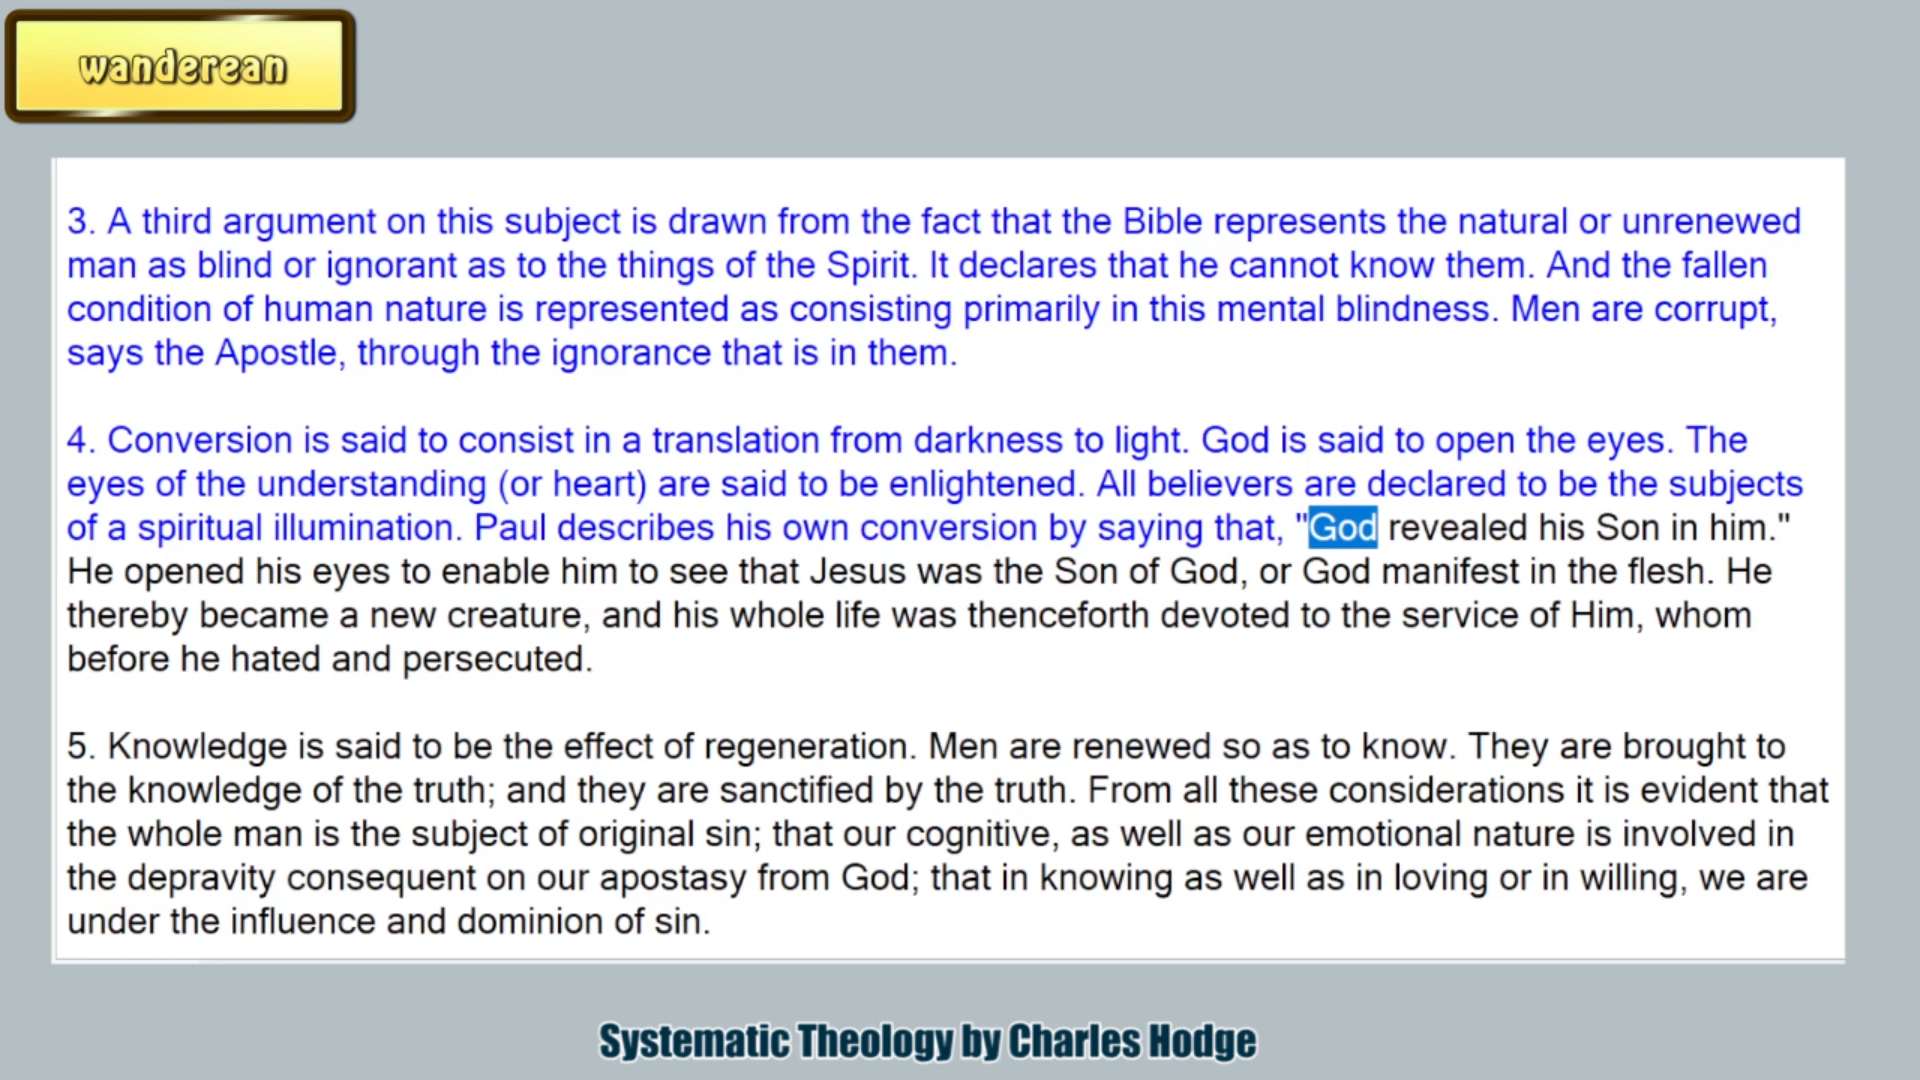 wanderean
3. A third argument on this subject is drawn from the fact that the Bible represents the natural or unrenewed
man as blind or ignorant as to the things of the Spirit. It declares that he cannot know them. And the fallen
condition of human nature is represented as consisting primarily in this mental blindness. Men are corrupt,
says the Apostle, through the ignorance that is in them.
4. Conversion is said to consist in a translation from darkness to light. God is said to open the eyes. The
eyes of the understanding (or heart) are said to be enlightened. All believers are declared to be the subjects
of a spiritual illumination. Paul describes his own conversion by saying that, "God revealed his Son in him."
He opened his eyes to enable him to see that Jesus was the Son of God, or God manifest in the flesh. He
thereby became a new creature, and his whole life was thenceforth devoted to the service of Him, whom
before he hated and persecuted.
5. Knowledge is said to be the effect of regeneration. Men are renewed so as to know. They are brought to
the knowledge of the truth; and they are sanctified by the truth. From all these considerations it is evident that
the whole man is the subject of original sin; that our cognitive, as well as our emotional nature is involved in
the depravity consequent on our apostasy from God; that in knowing as well as in loving or in willing, we are
under the influence and dominion of sin.
Systematic Theology by Charles Hodge